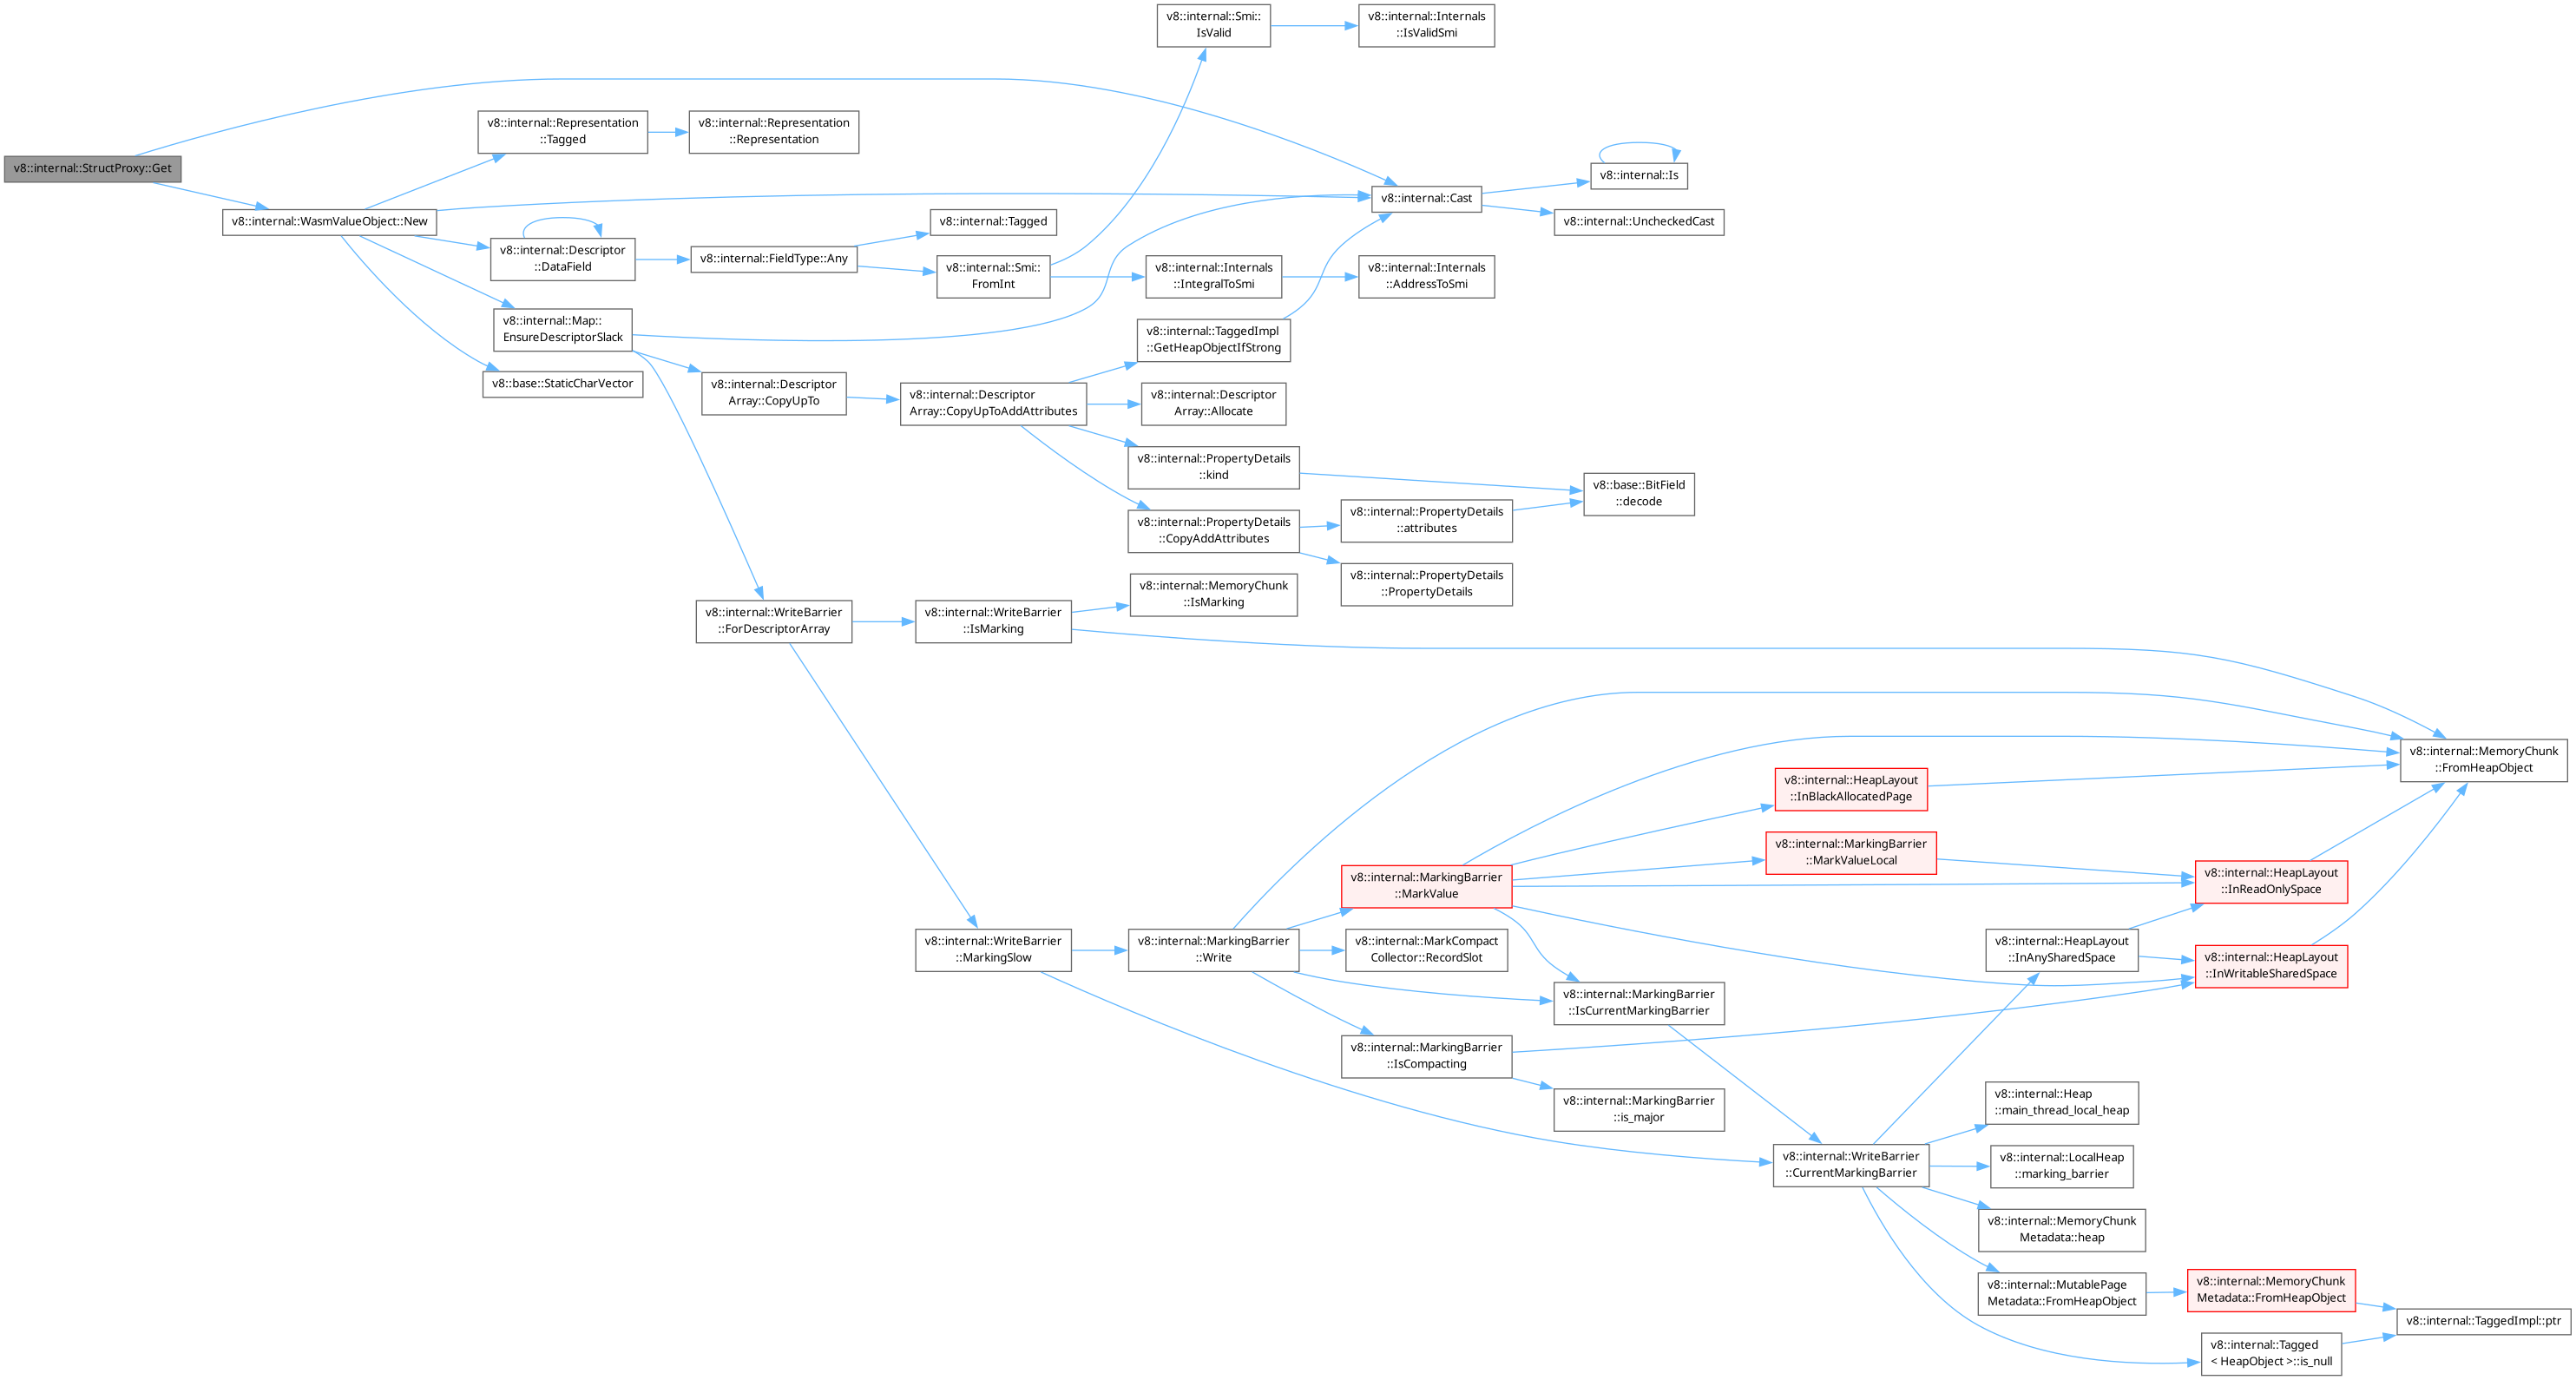 v8::internal::StructProxy::Get
v8::internal::WasmValueObject::New
v8::internal::Representation
::Tagged
v8::internal::Representation
::Representation
v8::internal::Descriptor
::DataField
v8::internal::Map::
EnsureDescriptorSlack
v8::base::StaticCharVector
v8::internal::FieldType::Any
v8::internal::Tagged
v8::internal::Smi::
FromInt
v8::internal::Smi::
IsValid
v8::internal::Internals
::IsValidSmi
v8::internal::Internals
::IntegralToSmi
v8::internal::Internals
::AddressToSmi
v8::internal::Cast
v8::internal::Is
v8::internal::UncheckedCast
v8::internal::Descriptor
Array::CopyUpTo
v8::internal::Descriptor
Array::CopyUpToAddAttributes
v8::internal::TaggedImpl
::GetHeapObjectIfStrong
v8::internal::Descriptor
Array::Allocate
v8::internal::PropertyDetails
::kind
v8::internal::PropertyDetails
::CopyAddAttributes
v8::internal::PropertyDetails
::attributes
v8::internal::PropertyDetails
::PropertyDetails
v8::base::BitField
::decode
v8::internal::WriteBarrier
::ForDescriptorArray
v8::internal::WriteBarrier
::IsMarking
v8::internal::MemoryChunk
::IsMarking
v8::internal::MemoryChunk
::FromHeapObject
v8::internal::WriteBarrier
::MarkingSlow
v8::internal::MarkingBarrier
::Write
v8::internal::MarkingBarrier
::MarkValue
v8::internal::MarkCompact
Collector::RecordSlot
v8::internal::MarkingBarrier
::IsCompacting
v8::internal::HeapLayout
::InBlackAllocatedPage
v8::internal::MarkingBarrier
::MarkValueLocal
v8::internal::MarkingBarrier
::IsCurrentMarkingBarrier
v8::internal::MarkingBarrier
::is_major
v8::internal::HeapLayout
::InReadOnlySpace
v8::internal::HeapLayout
::InAnySharedSpace
v8::internal::HeapLayout
::InWritableSharedSpace
v8::internal::WriteBarrier
::CurrentMarkingBarrier
v8::internal::Heap
::main_thread_local_heap
v8::internal::LocalHeap
::marking_barrier
v8::internal::MemoryChunk
Metadata::heap
v8::internal::MutablePage
Metadata::FromHeapObject
v8::internal::MemoryChunk
Metadata::FromHeapObject
v8::internal::Tagged
< HeapObject >::is_null
v8::internal::TaggedImpl::ptr